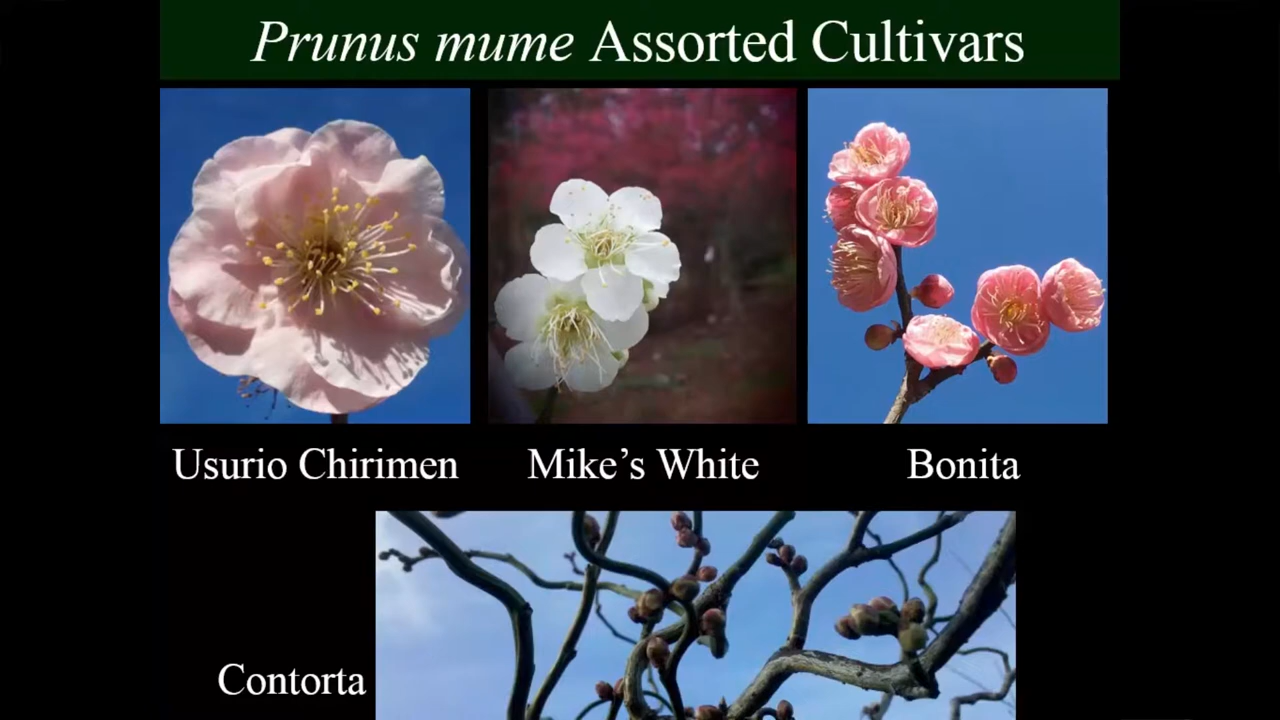 Prunus mume Assorted Cultivars
Usurio Chirimen
Mike’s White
Bonita
Contorta